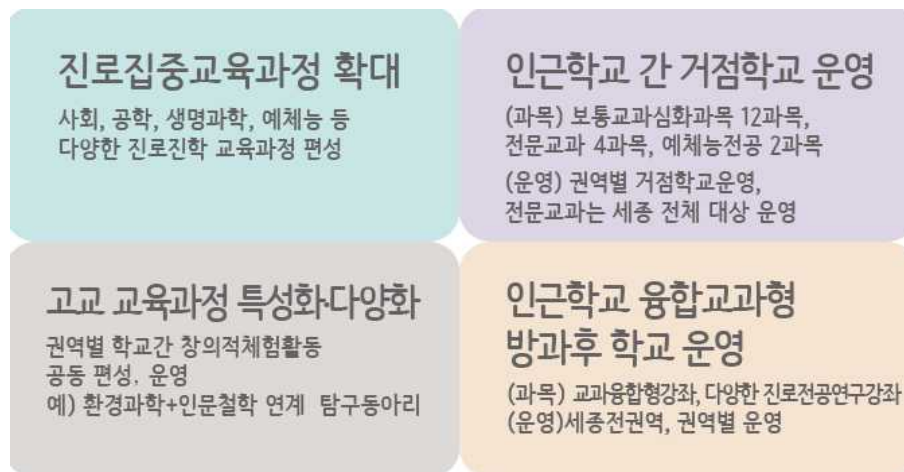 진로집중교육과정 확대
사회, 공학, 생명과학, 예체능 등
다양한 진로진학 교육과정 편성
인근학교 간 거점학교 운영
(과목) 보통교과심화과목 12과목,
전문교과 4과목, 예체능전공 2과목
(운영) 권역별 거점학교운영,
전문교과는 세종 전체 대상 운영
고교 교육과정 특성화·다양화
권역별 학교간 창의적체험활동
공동 편성, 운영
예) 환경과학+인문철학 연계 탐구동아리
인근학교 융합교과형
방과후 학교 운영
(과목) 교과융합형강좌, 다양한 진로전공연구강좌
(운영)세종전권역, 권역별 운영